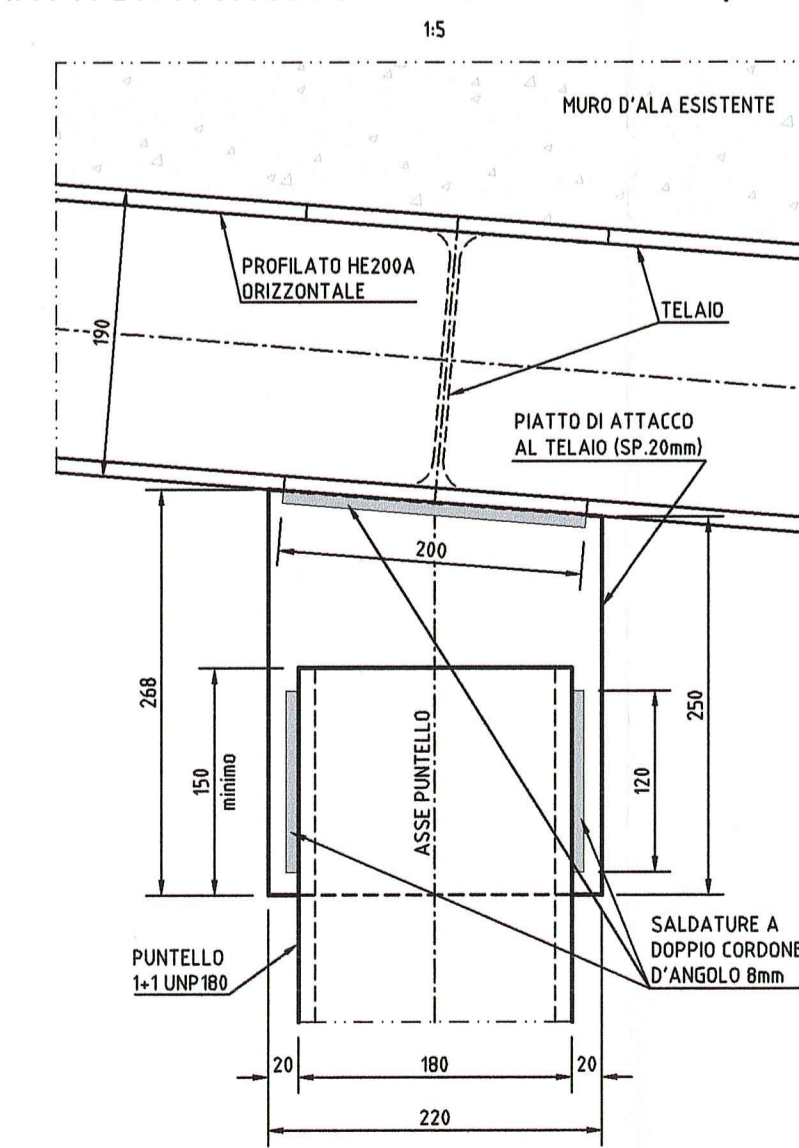 1:5
MURO D'ALA ESISTENTE
PROFILATO HE200A
ORIZZONTALE
TELAIO
190
PIATTO DI ATTACCO
AL TELAIO (SP.20mm)
200
268
150
minimo
ASSE PUNTELLO
120
250
PUNTELLO
1+1 UNP180
SALDATURE A
DOPPIO CORDONE
D'ANGOLO 8mm
20
180
20
220